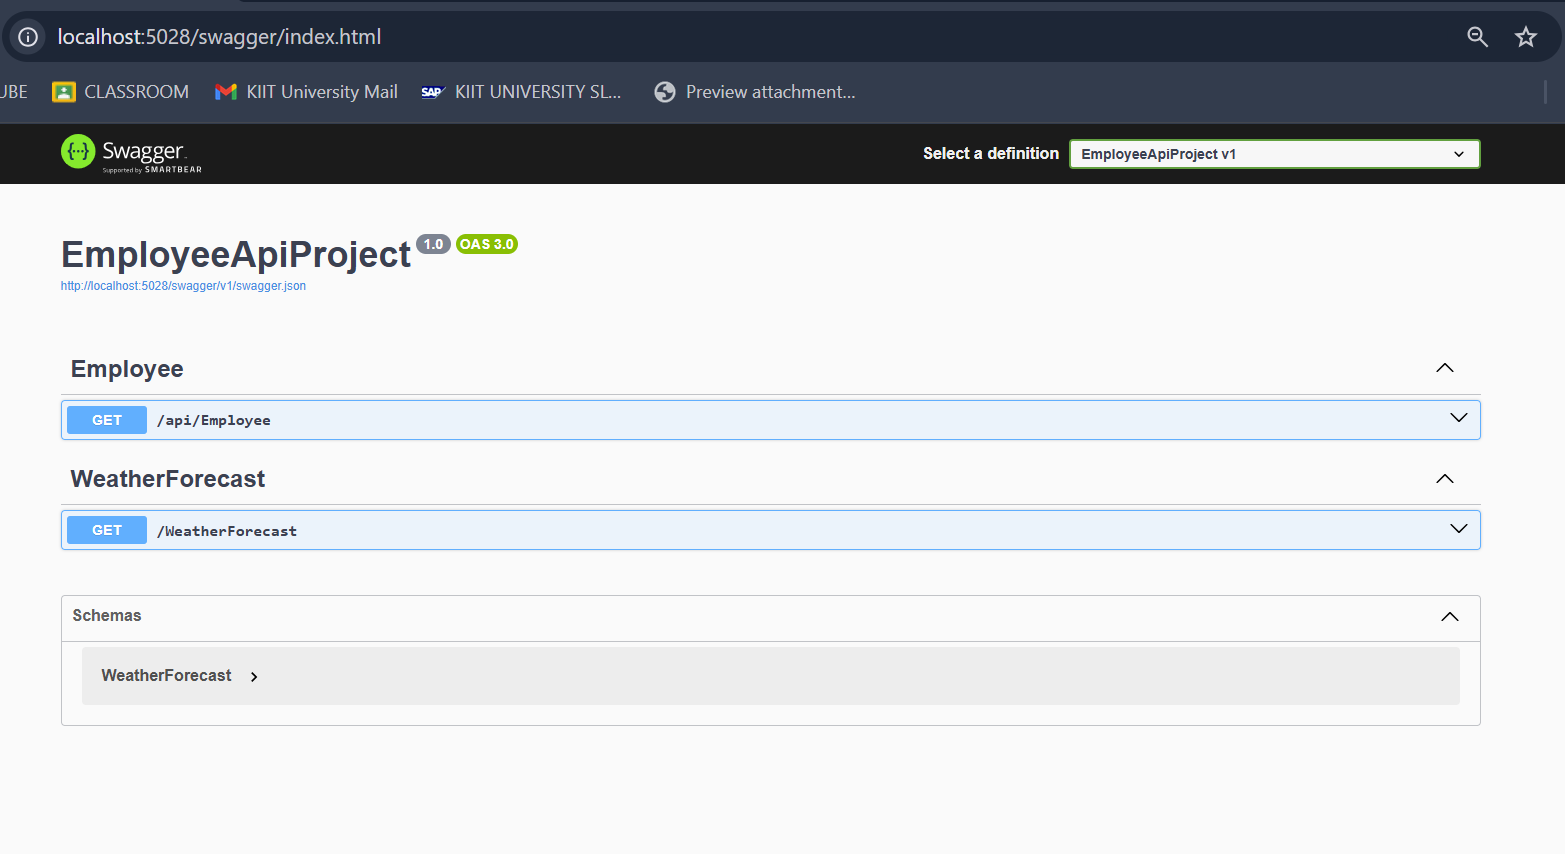 localhost:5028/swagger/index.html
UBE CLASSROOM KIIT University Mail SAP KIIT UNIVERSITY SL... Preview attachment...
{···} Swagger
Supported by SMARTBEAR
Select a definition EmployeeApiProject v1
EmployeeApiProject 1.0 OAS 3.0
http://localhost:5028/swagger/v1/swagger.json
Employee
GET /api/Employee
WeatherForecast
GET /WeatherForecast
Schemas
WeatherForecast